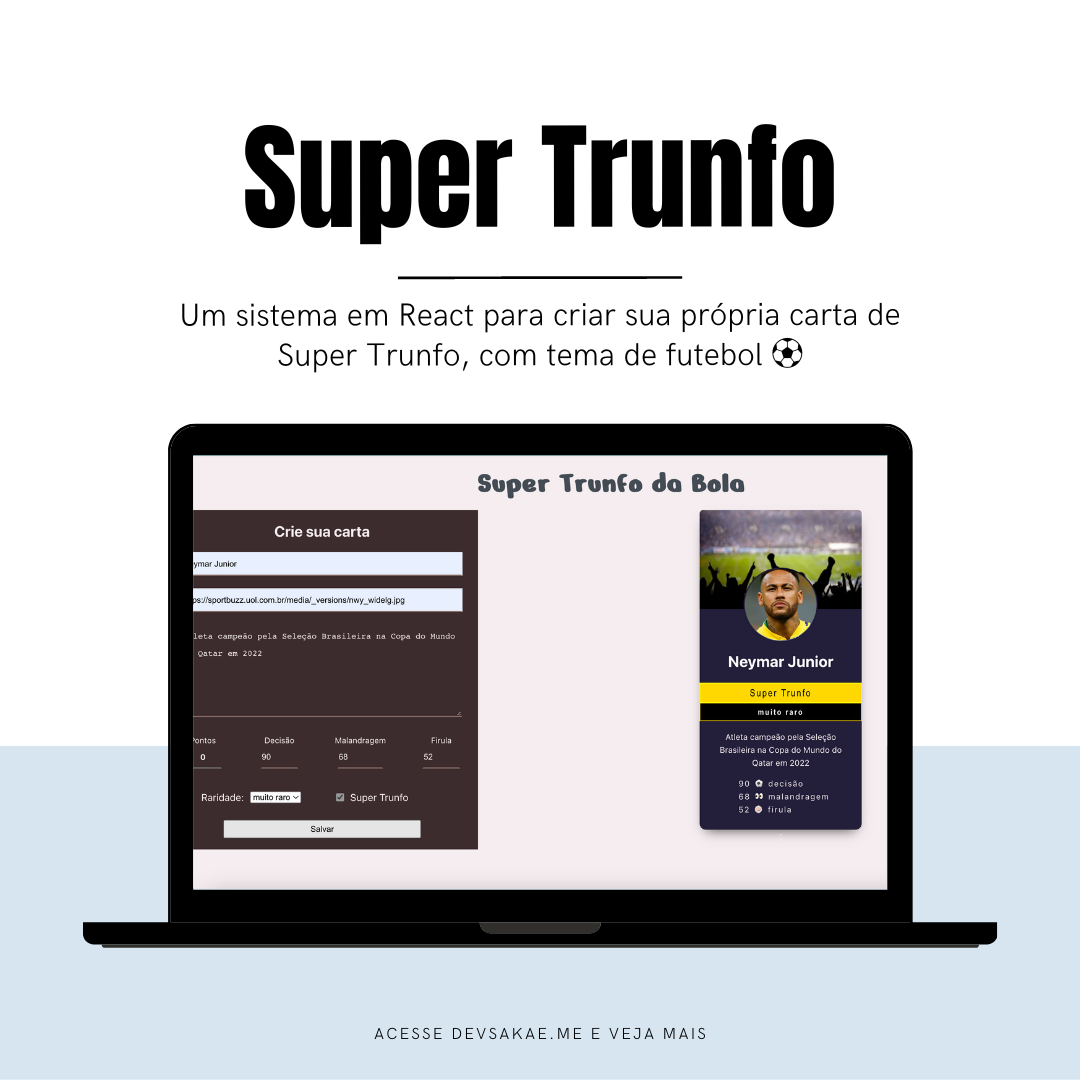 Super Trunfo
Um sistema em React para criar sua própria carta de
Super Trunfo, com tema de futebol ⚽
Super Trunfo da Bola
Crie sua carta
ymar Junior
ps://sportbuzz.uol.com.br/media/_versions/nwy_widelg.jpg
leta campeão pela Seleção Brasileira na Copa do Mundo
Qatar em 2022
Pontos Decisão Malandragem Firula
0 90 68 52
Raridade: muito raro Super Trunfo
Salvar
Neymar Junior
Super Trunfo
muito raro
Atleta campeão pela Seleção
Brasileira na Copa do Mundo do
Qatar em 2022
90 ⚽ decisão
68 👀 malandragem
52 firula
ACESSE DEVSAKAE.ME E VEJA MAIS